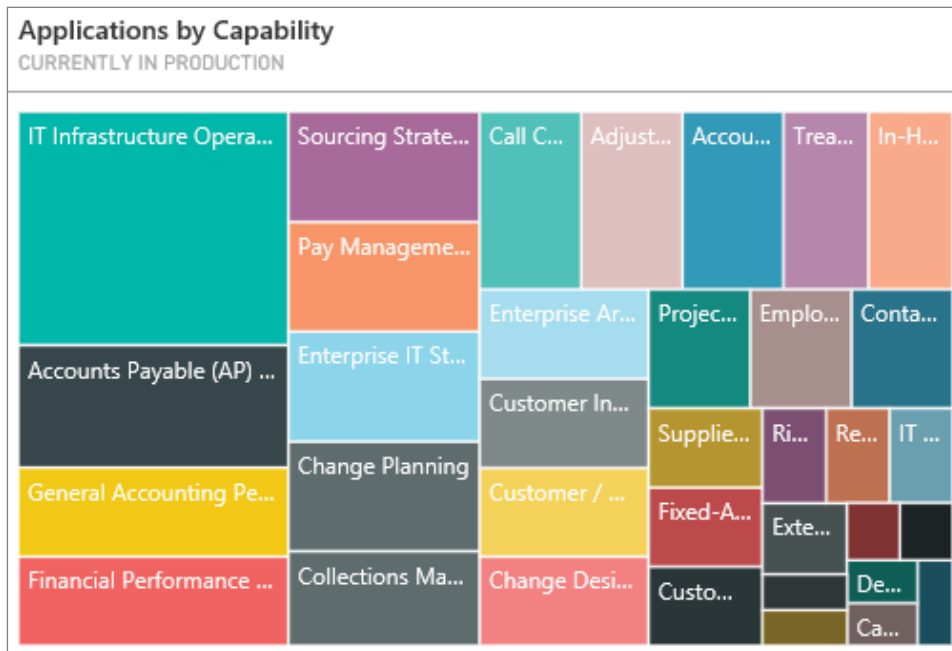 Applications by Capability
CURRENTLY IN PRODUCTION
IT Infrastructure Opera...
Accounts Payable (AP) ...
General Accounting Pe...
Financial Performance ...
Sourcing Strate...
Pay Manageme...
Enterprise IT St...
Change Planning
Collections Ma...
Call C...
Adjust...
Accou...
Trea...
In-H...
Enterprise Ar...
Customer In...
Customer / ...
Change Desi...
Projec...
Emplo...
Conta...
Supplie...
Fixed-A...
Custo...
Ri...
Re...
IT ...
Exte...
De...
Ca...